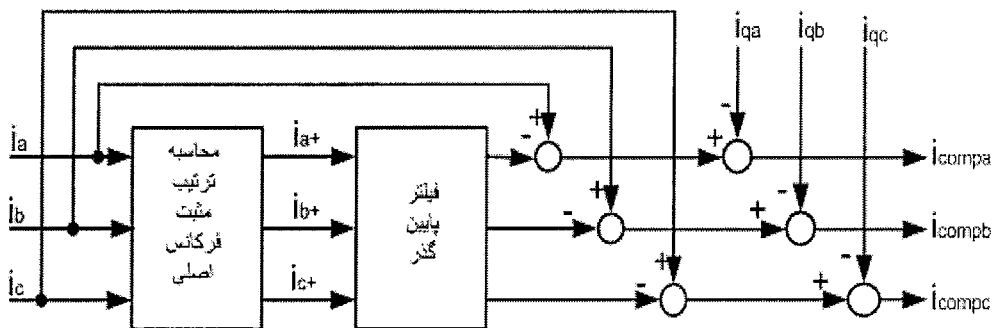 iqa iqb iqc
+ - -
ia ia+ - + icompa
محاسبه
ترتیب
مثبت
فرکانس
اصلی
فیلتر
پایین
گذر
+ -
ib ib+ - + icompb
+ -
ic ic+ - + icompc